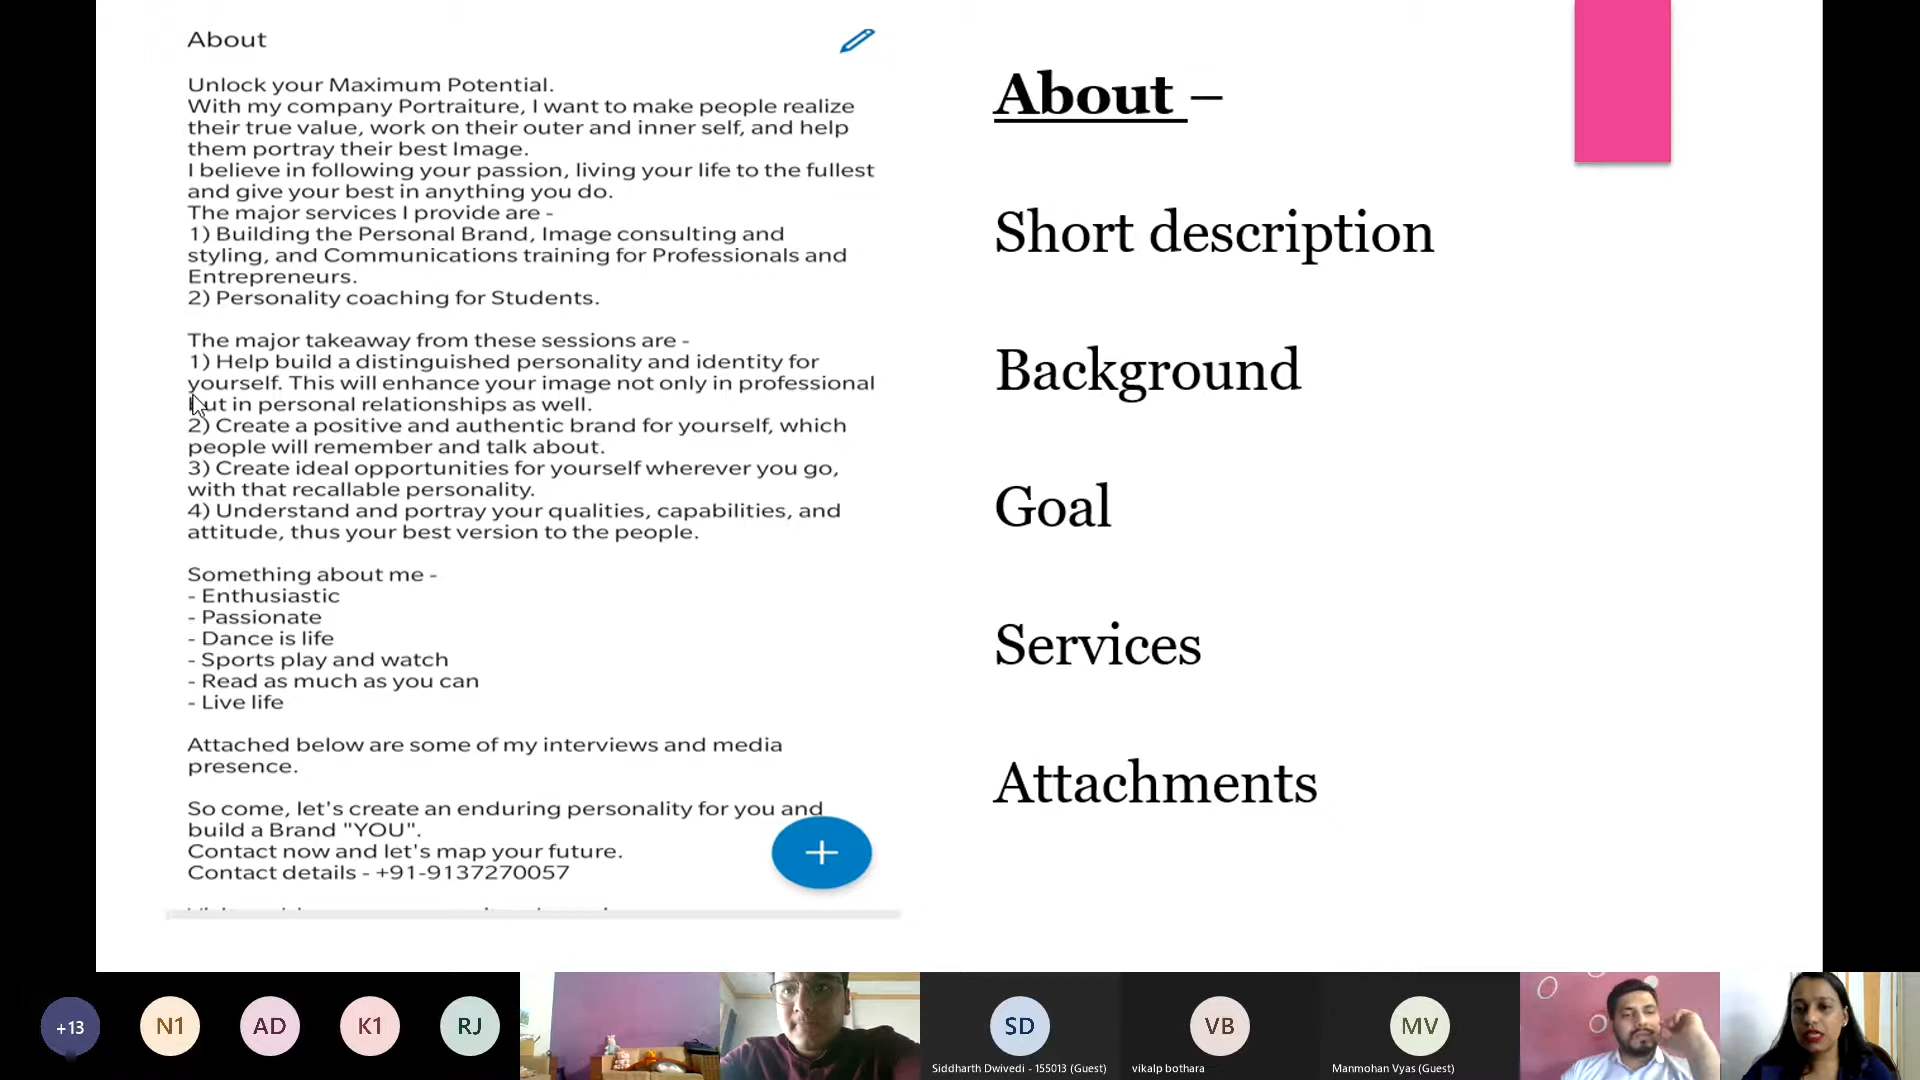 About
Unlock your Maximum Potential.
With my company Portraiture, I want to make people realize
their true value, work on their outer and inner self, and help
them portray their best Image.
I believe in following your passion, living your life to the fullest
and give your best in anything you do.
The major services I provide are -
1) Building the Personal Brand, Image consulting and
styling, and Communications training for Professionals and
Entrepreneurs.
2) Personality coaching for Students.
The major takeaway from these sessions are -
1) Help build a distinguished personality and identity for
yourself. This will enhance your image not only in professional
but in personal relationships as well.
2) Create a positive and authentic brand for yourself, which
people will remember and talk about.
3) Create ideal opportunities for yourself wherever you go,
with that recallable personality.
4) Understand and portray your qualities, capabilities, and
attitude, thus your best version to the people.
Something about me -
- Enthusiastic
- Passionate
- Dance is life
- Sports play and watch
- Read as much as you can
- Live life
Attached below are some of my interviews and media
presence.
So come, let's create an enduring personality for you and
build a Brand "YOU".
Contact now and let's map your future.
Contact details - +91-9137270057
About –
Short description
Background
Goal
Services
Attachments
+13
N1
AD
K1
RJ
SD
Siddharth Dwivedi - 155013 (Guest)
VB
vikalp bothara
MV
Manmohan Vyas (Guest)